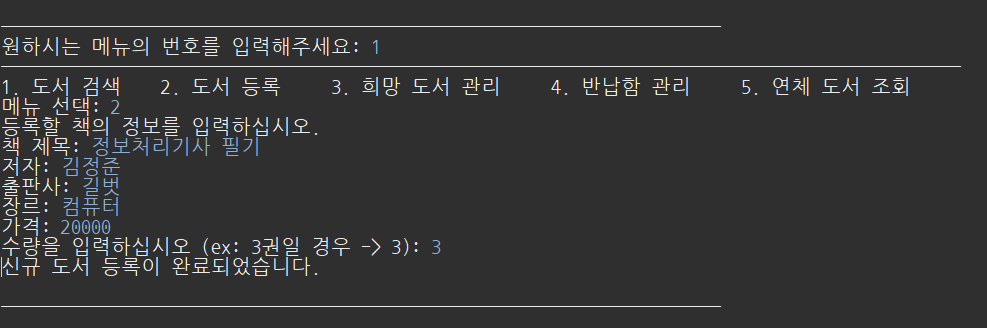 원하시는 메뉴의 번호를 입력해주세요: 1
1. 도서 검색 2. 도서 등록 3. 희망 도서 관리 4. 반납함 관리 5. 연체 도서 조회
메뉴 선택: 2
등록할 책의 정보를 입력하십시오.
책 제목: 정보처리기사 필기
저자: 김정준
출판사: 길벗
장르: 컴퓨터
가격: 20000
수량을 입력하십시오 (ex: 3권일 경우 -> 3): 3
신규 도서 등록이 완료되었습니다.